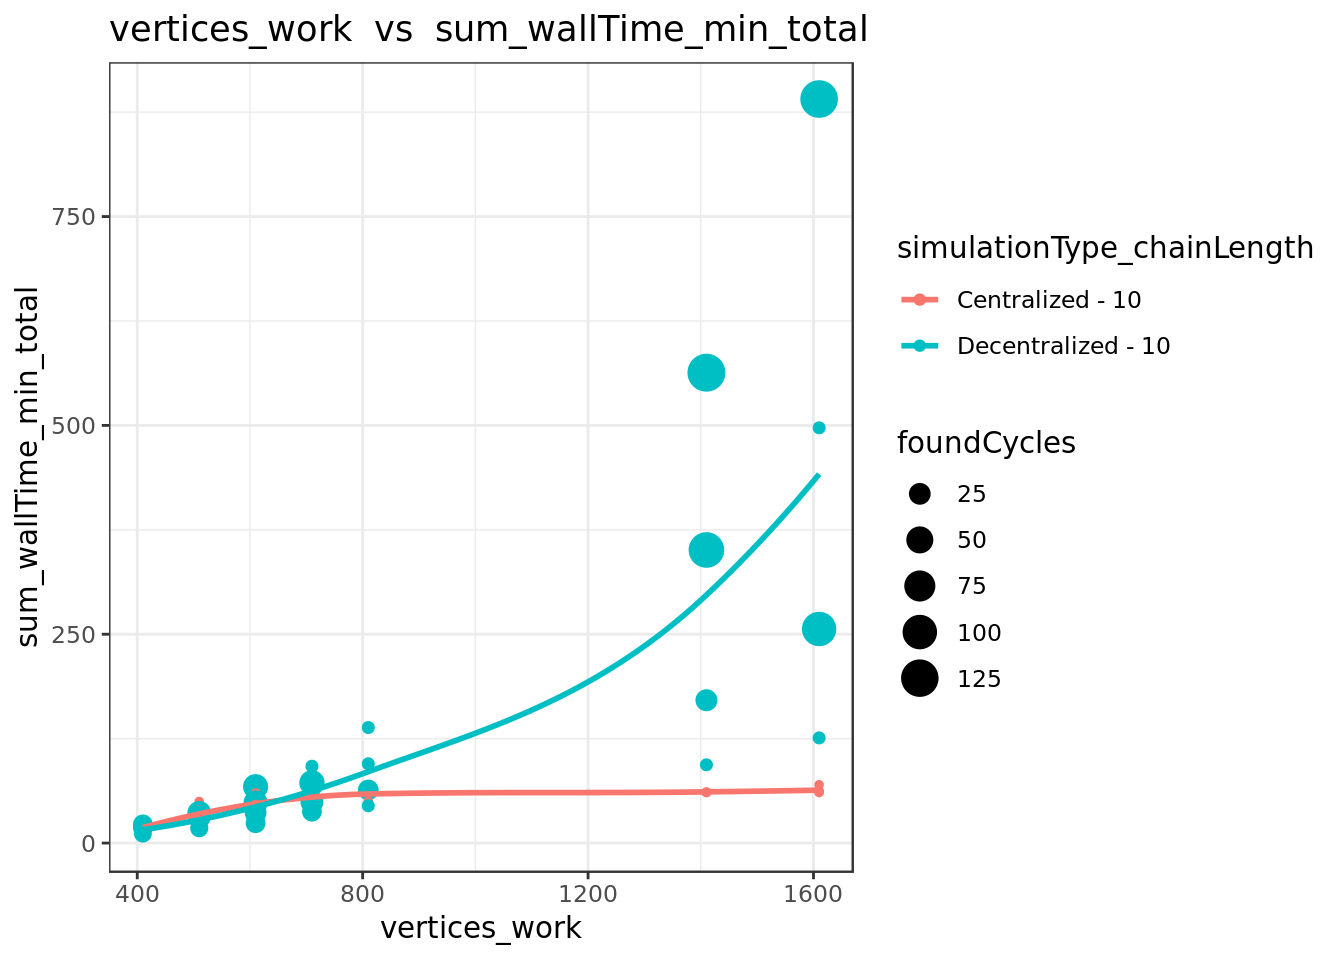 vertices_work vs sum_wallTime_min_total
sum_wallTime_min_total
750
500
250
0
400 800 1200 1600
vertices_work
simulationType_chainLength
Centralized - 10
Decentralized - 10
foundCycles
25
50
75
100
125